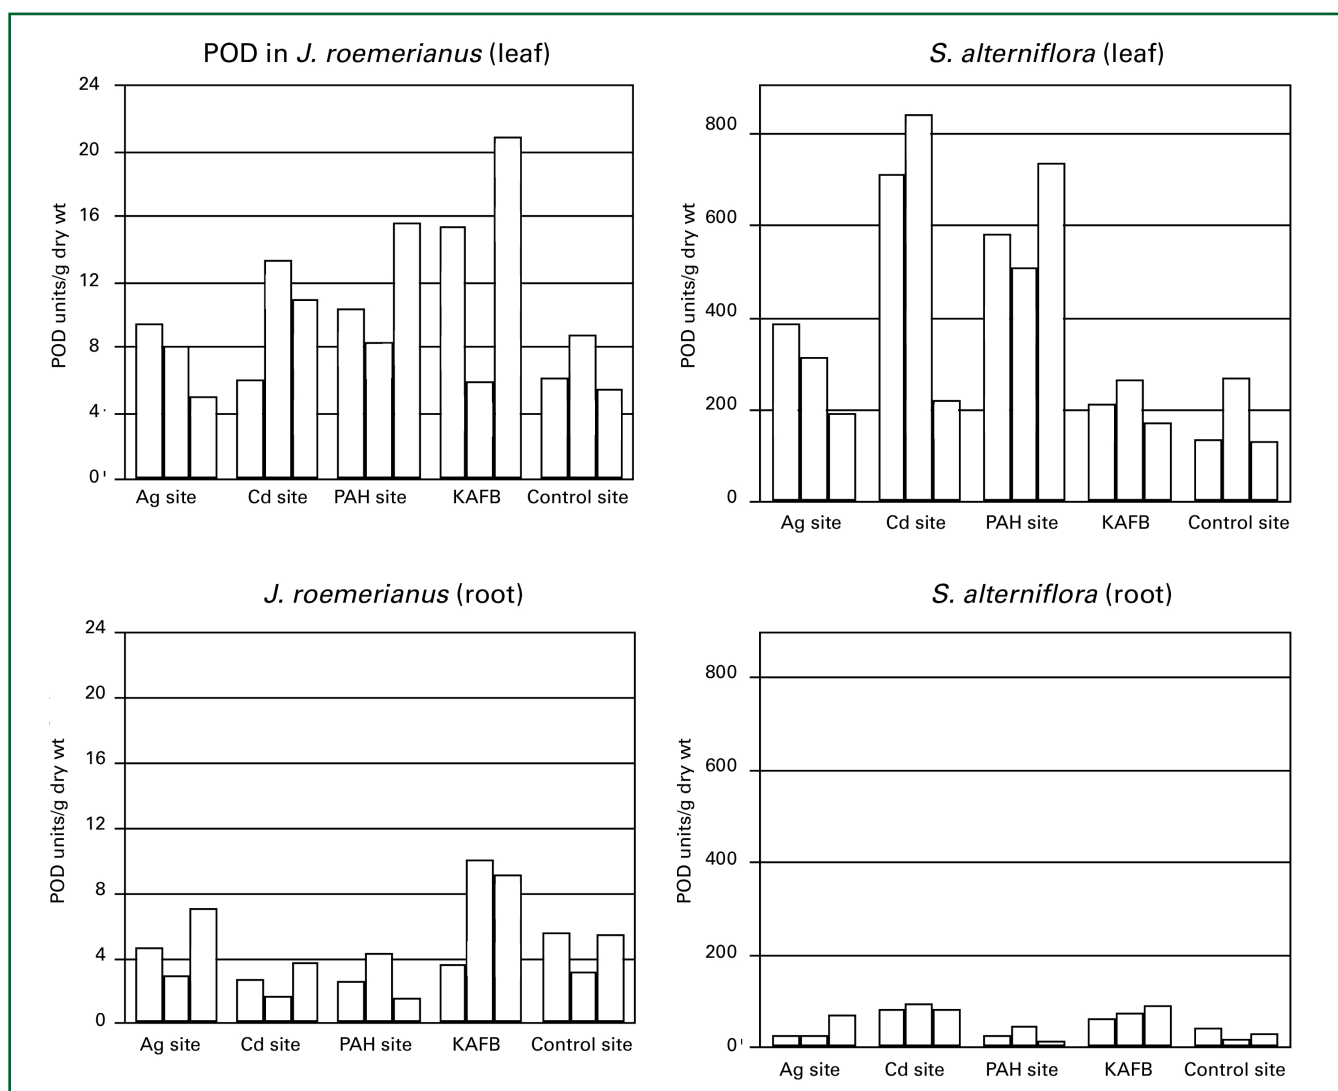 POD in J. roemerianus (leaf)
24
20
16
12
8
4
0
POD units/g dry wt
Ag site Cd site PAH site KAFB Control site
S. alterniflora (leaf)
800
600
400
200
0
POD units/g dry wt
Ag site Cd site PAH site KAFB Control site
J. roemerianus (root)
24
20
16
12
8
4
0
POD units/g dry wt
Ag site Cd site PAH site KAFB Control site
S. alterniflora (root)
800
600
400
200
0
POD units/g dry wt
Ag site Cd site PAH site KAFB Control site